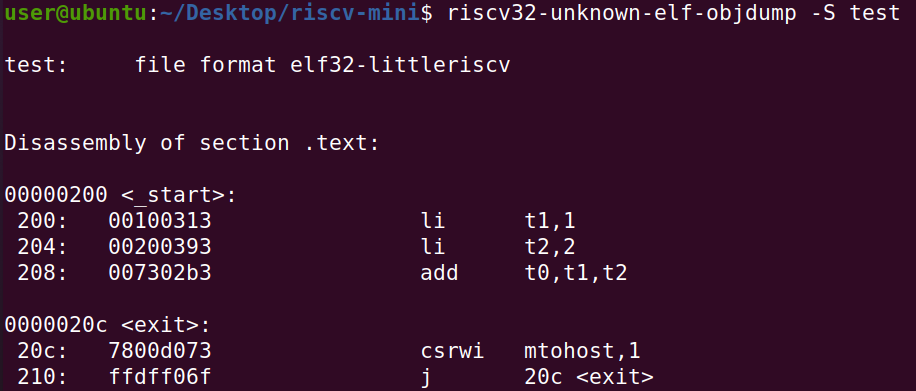 user@ubuntu:~/Desktop/riscv-mini$ riscv32-unknown-elf-objdump -S test
test:     file format elf32-littleriscv
Disassembly of section .text:
00000200 <_start>:
 200:   00100313                li      t1,1
 204:   00200393                li      t2,2
 208:   007302b3                add     t0,t1,t2
0000020c <exit>:
 20c:   7800d073                csrwi   mtohost,1
 210:   ffdff06f                j       20c <exit>